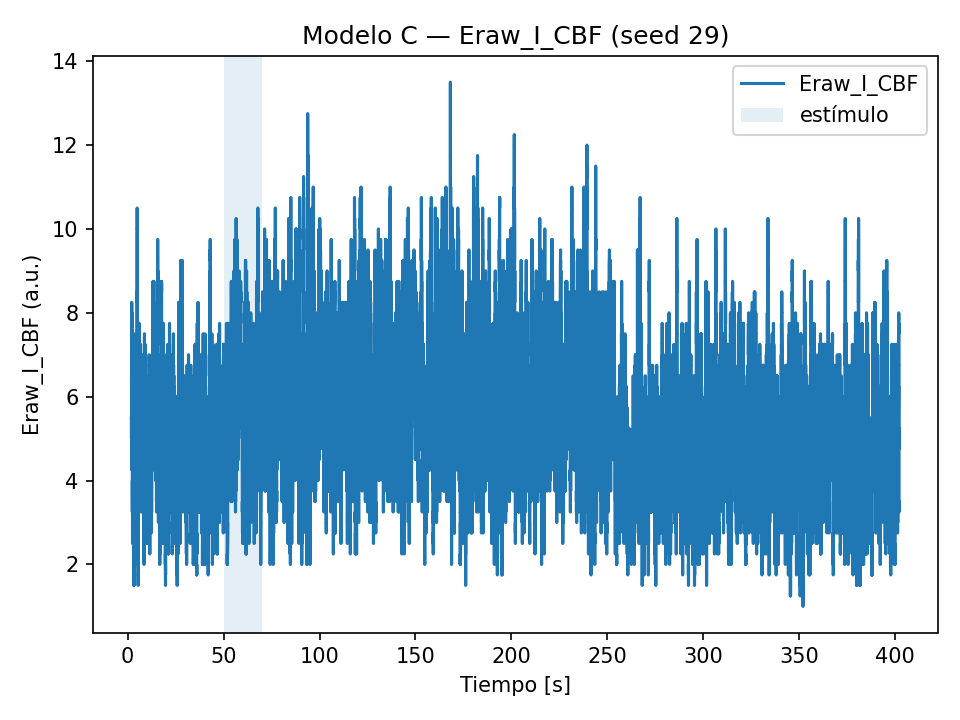 Modelo C — Eraw_I_CBF (seed 29)
Eraw_I_CBF
estímulo
Eraw_I_CBF (a.u.)
14
12
10
8
6
4
2
0 50 100 150 200 250 300 350 400
Tiempo [s]